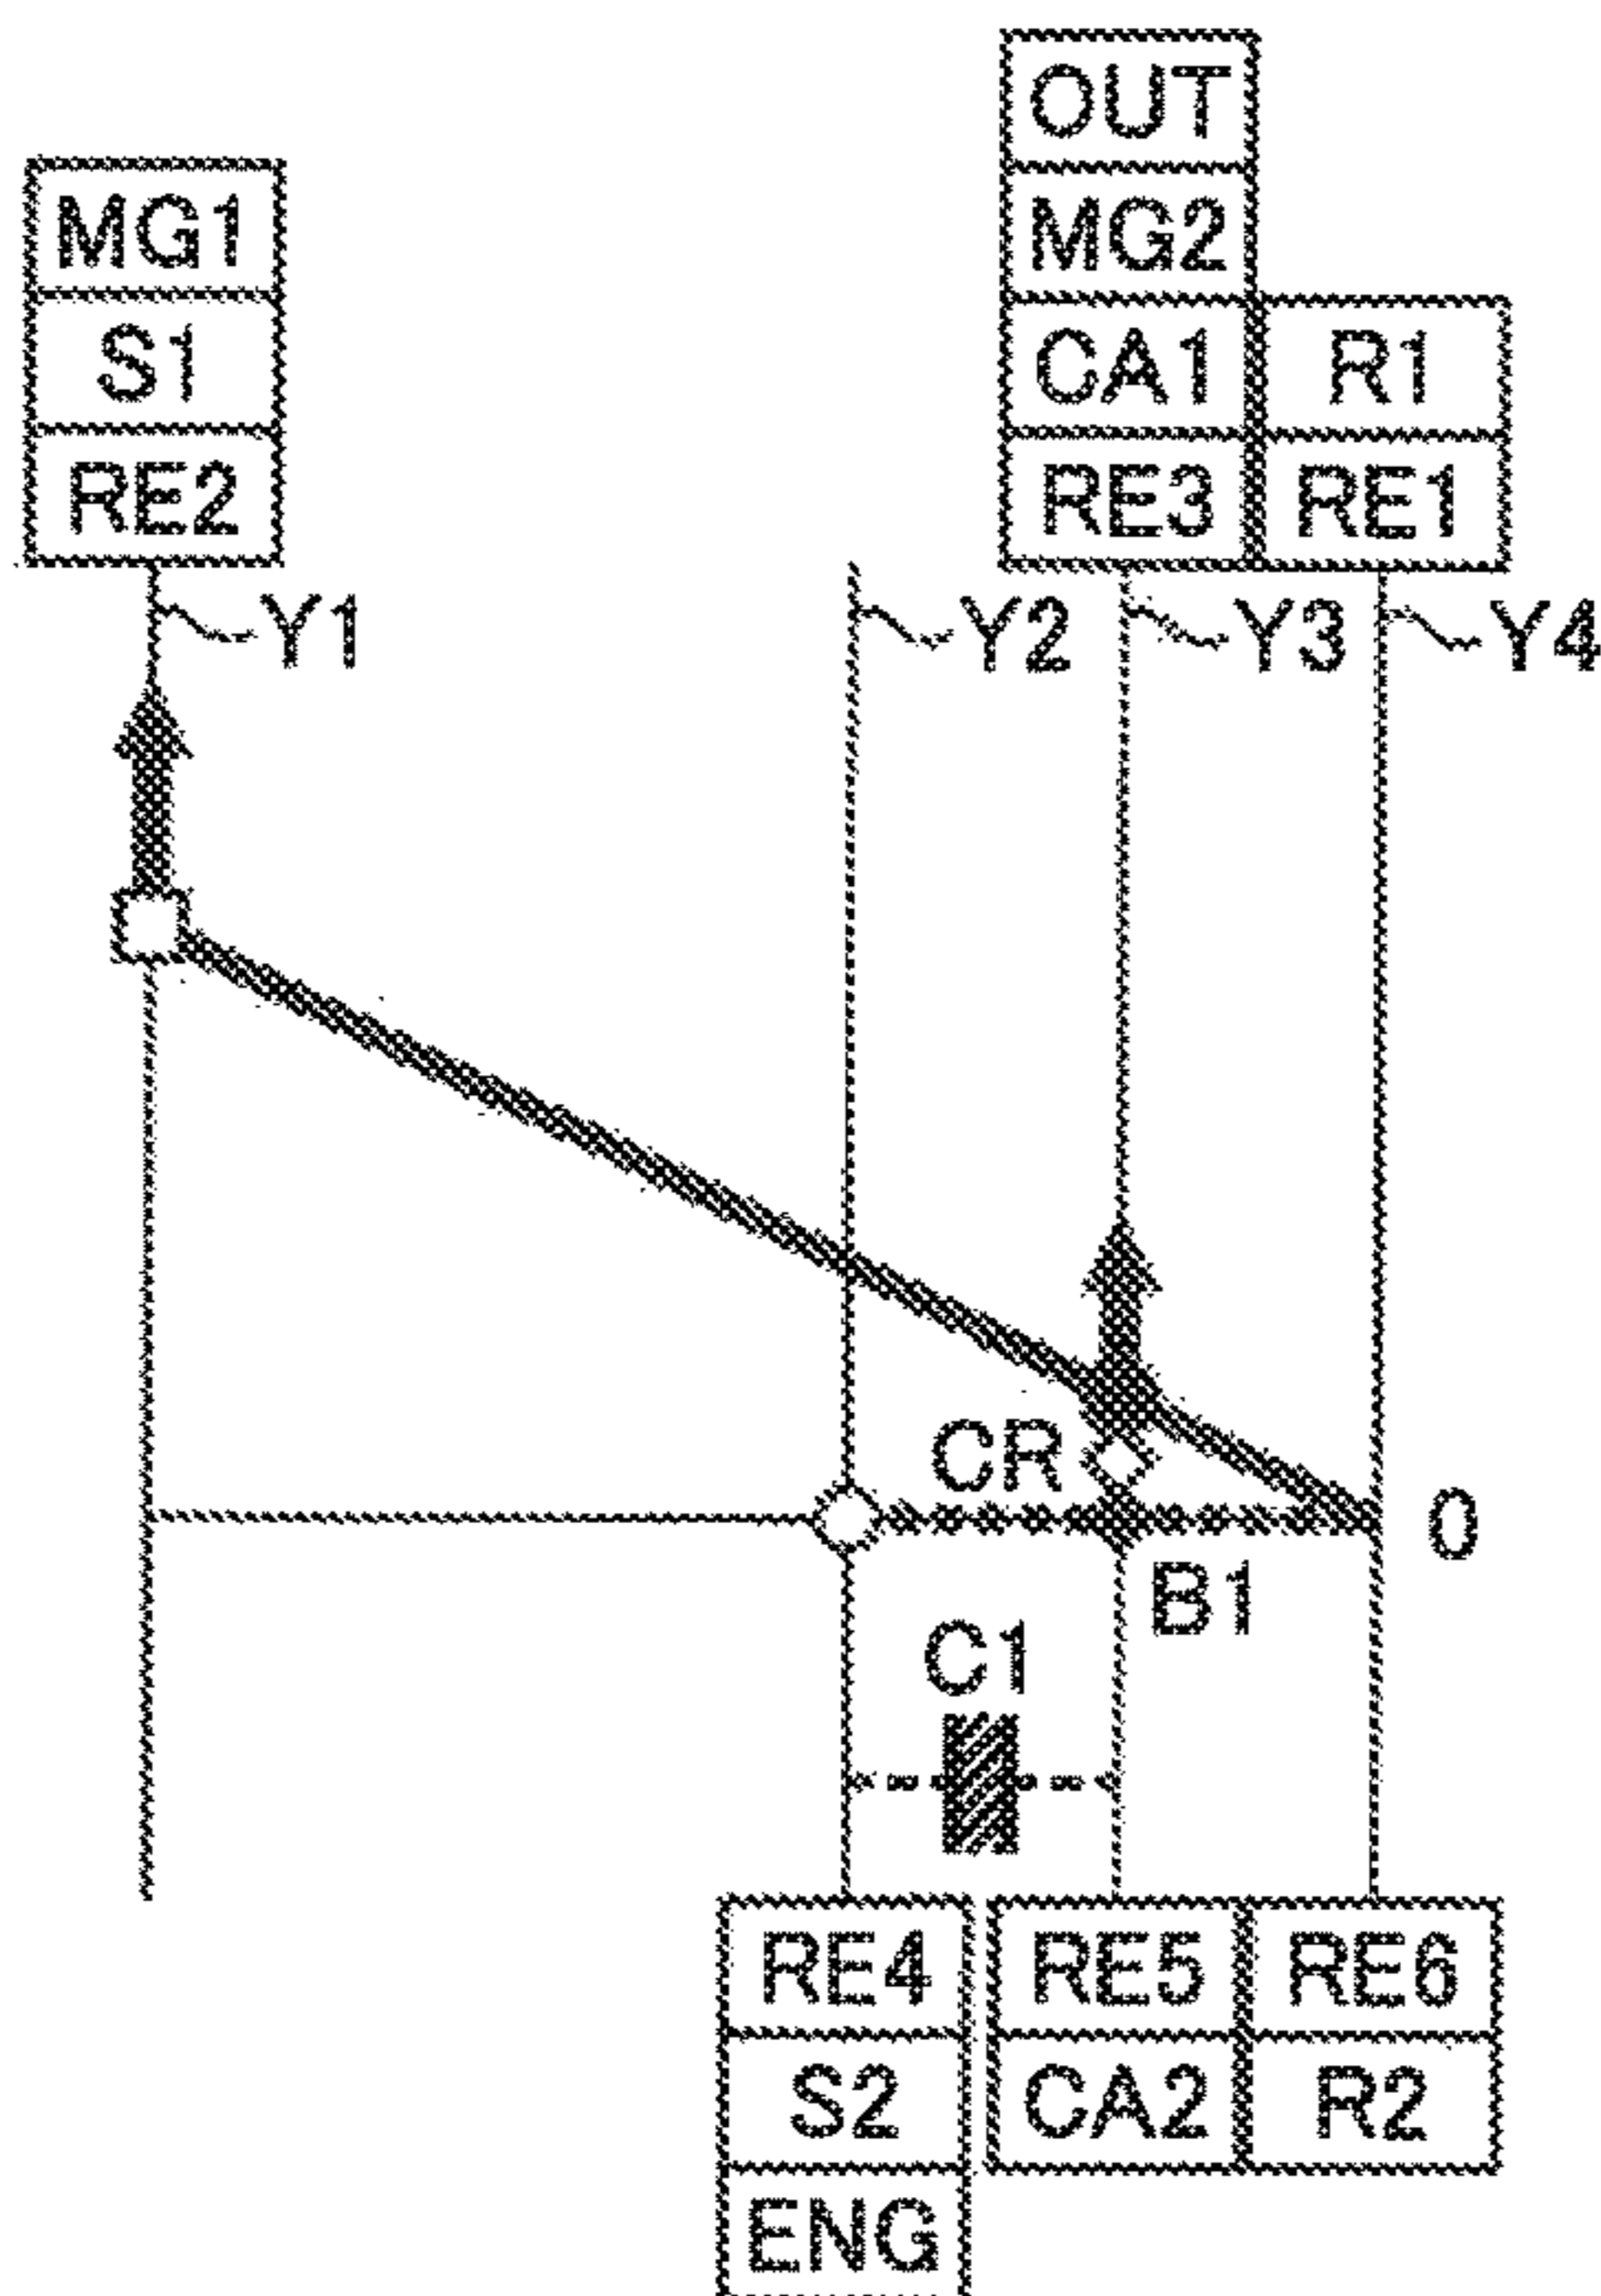 OUT
MG1 MG2
S1 CA1 R1
RE2 RE3 RE1
Y1 Y2 Y3 Y4
CR
0
B1
C1
RE4 RE5 RE6
S2 CA2 R2
ENG